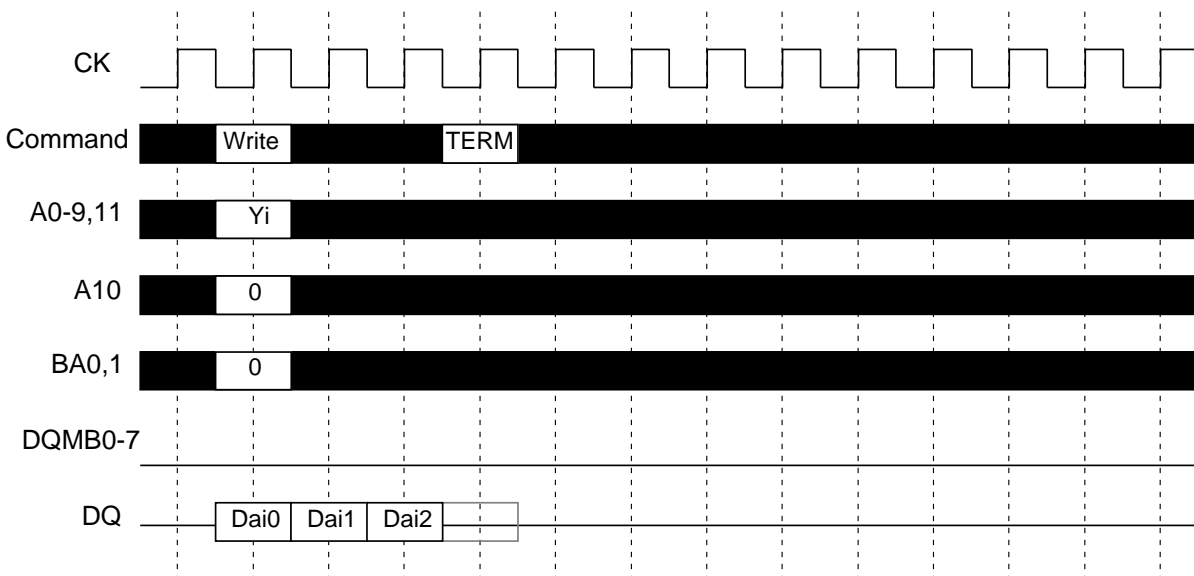 CK
Command Write TERM
A0-9,11 Yi
A10 0
BA0,1 0
DQMB0-7
DQ Dai0 Dai1 Dai2